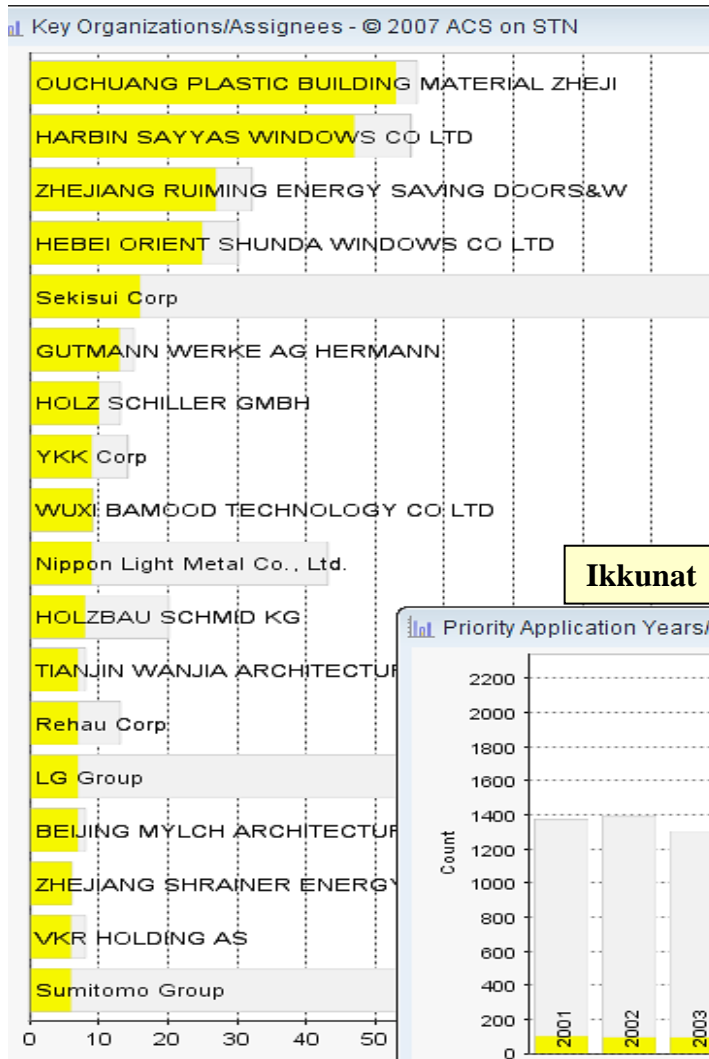 Key Organizations/Assignees - © 2007 ACS on STN
OUCHUANG PLASTIC BUILDING MATERIAL ZHEJI
HARBIN SAYYAS WINDOWS CO LTD
ZHEJIANG RUIMING ENERGY SAVING DOORS&W
HEBEI ORIENT SHUNDA WINDOWS CO LTD
Sekisui Corp
GUTMANN WERKE AG HERMANN
HOLZ SCHILLER GMBH
YKK Corp
WUXI BAMOOD TECHNOLOGY CO LTD
Nippon Light Metal Co., Ltd.
HOLZBAU SCHMID KG
TIANJIN WANJIA ARCHITECTUR
Rehau Corp
LG Group
BEIJING MYLCH ARCHITECTUR
ZHEJIANG SHRAINER ENERGY
VKR HOLDING AS
Sumitomo Group
0 10 20 30 40 50
Ikkunat
Priority Application Years/
2200
2000
1800
1600
1400
1200
1000
800
600
400
200
0
Count
2001 2002 2003